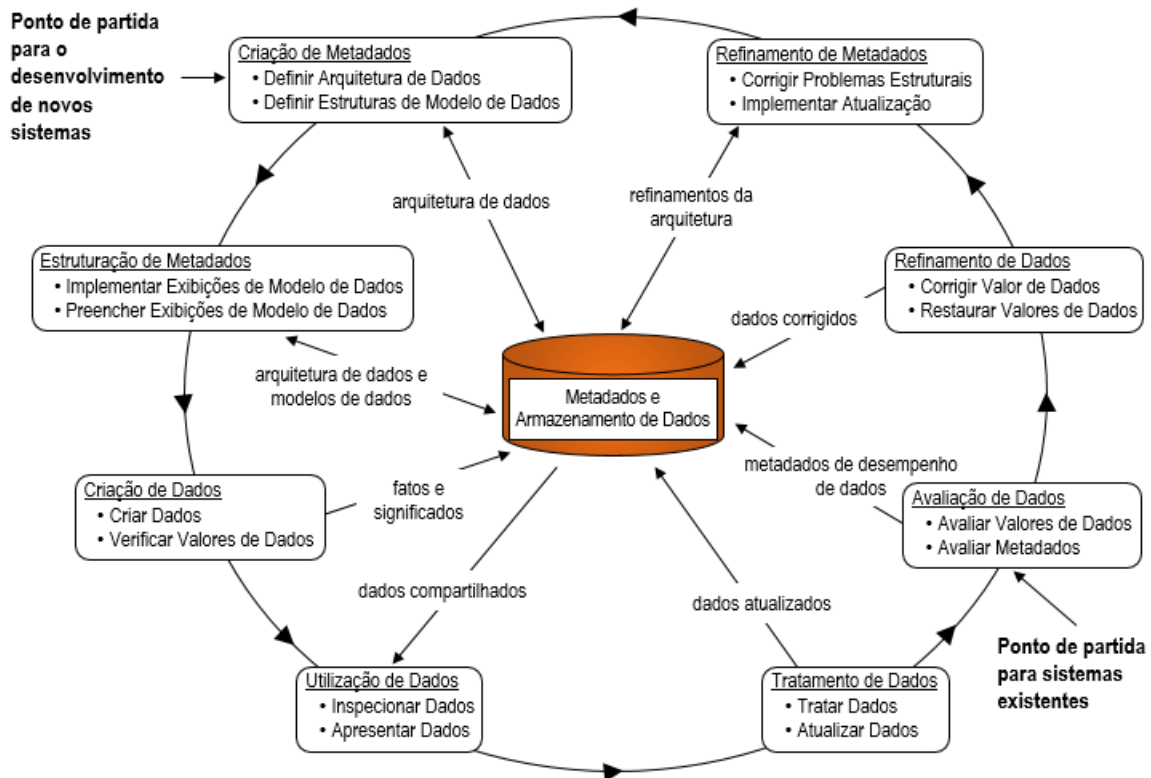 Ponto de partida
para o
desenvolvimento
de novos
sistemas
Criação de Metadados
• Definir Arquitetura de Dados
• Definir Estruturas de Modelo de Dados
Refinamento de Metadados
• Corrigir Problemas Estruturais
• Implementar Atualização
arquitetura de dados
refinamentos da
arquitetura
Estruturação de Metadados
• Implementar Exibições de Modelo de Dados
• Preencher Exibições de Modelo de Dados
Refinamento de Dados
• Corrigir Valor de Dados
• Restaurar Valores de Dados
dados corrigidos
arquitetura de dados e
modelos de dados
Metadados e
Armazenamento de Dados
metadados de desempenho
de dados
Criação de Dados
• Criar Dados
• Verificar Valores de Dados
fatos e
significados
Avaliação de Dados
• Avaliar Valores de Dados
• Avaliar Metadados
dados compartilhados
dados atualizados
Ponto de partida
para sistemas
existentes
Utilização de Dados
• Inspecionar Dados
• Apresentar Dados
Tratamento de Dados
• Tratar Dados
• Atualizar Dados